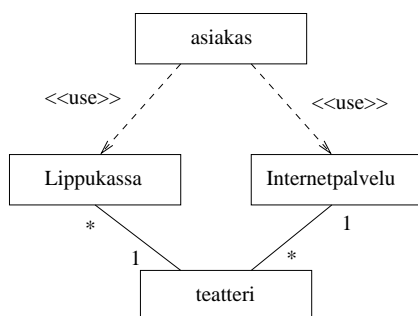 asiakas
<<use>>
<<use>>
Lippukassa
Internetpalvelu
*
1
1
*
teatteri